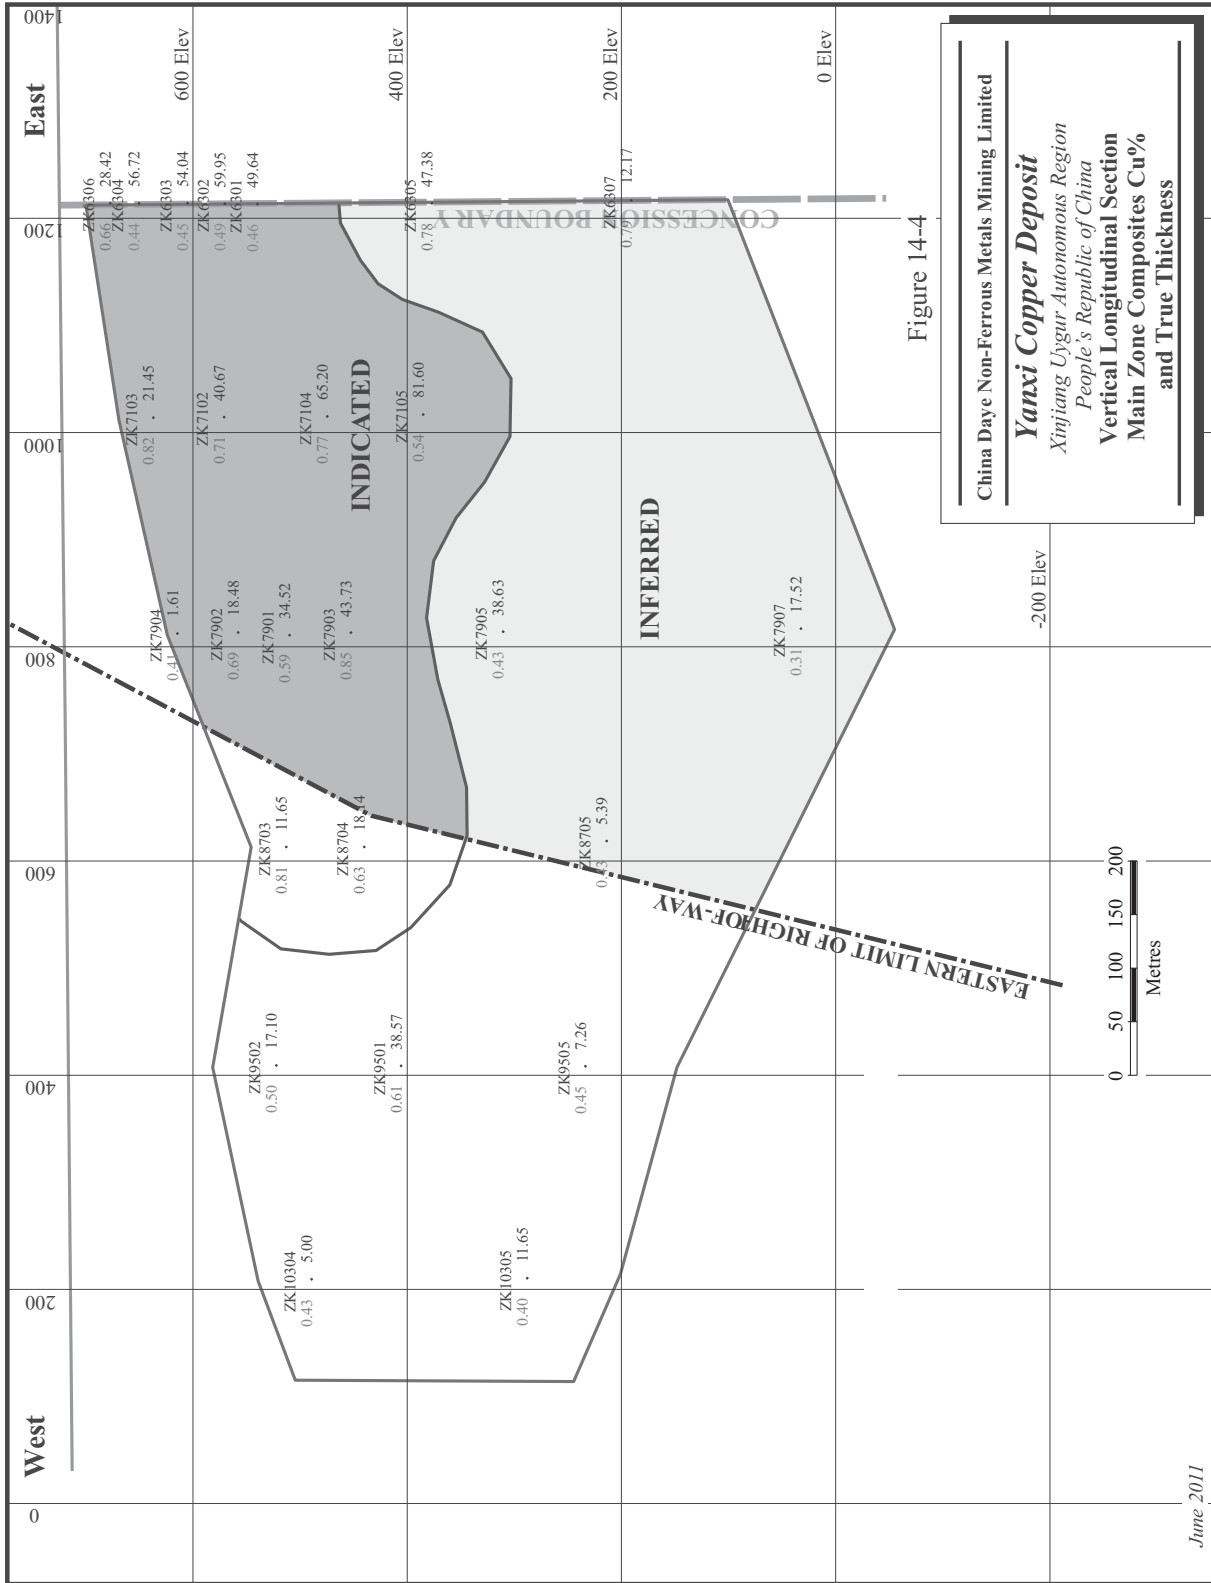 West
East
0
200
400
600
800
1000
1200
1400
600 Elev
400 Elev
200 Elev
0 Elev
-200 Elev
ZK6306
0.66 . 28.42
ZK6304
0.44 . 56.72
ZK6303
0.45 . 54.04
ZK6302
0.49 . 59.95
ZK6301
0.46 . 49.64
ZK6305
0.78 . 47.38
ZK6307
0.79 . 12.17
CONCESSION BOUNDARY
ZK7103
0.82 . 21.45
ZK7102
0.71 . 40.67
ZK7104
0.77 . 65.20
ZK7105
0.54 . 81.60
INDICATED
INFERRED
ZK7904
0.41 . 1.61
ZK7902
0.69 . 18.48
ZK7901
0.59 . 34.52
ZK7903
0.85 . 43.73
ZK7905
0.43 . 38.63
ZK7907
0.31 . 17.52
ZK8703
0.81 . 11.65
ZK8704
0.63 . 18.14
ZK8705
0.43 . 5.39
EASTERN LIMIT OF RIGHT-OF-WAY
ZK9502
0.50 . 17.10
ZK9501
0.61 . 38.57
ZK9505
0.45 . 7.26
ZK10304
0.43 . 5.00
ZK10305
0.40 . 11.65
0 50 100 150 200
Metres
Figure 14-4
China Daye Non-Ferrous Metals Mining Limited
Yanxi Copper Deposit
Xinjiang Uygur Autonomous Region
People's Republic of China
Vertical Longitudinal Section
Main Zone Composites Cu%
and True Thickness
June 2011